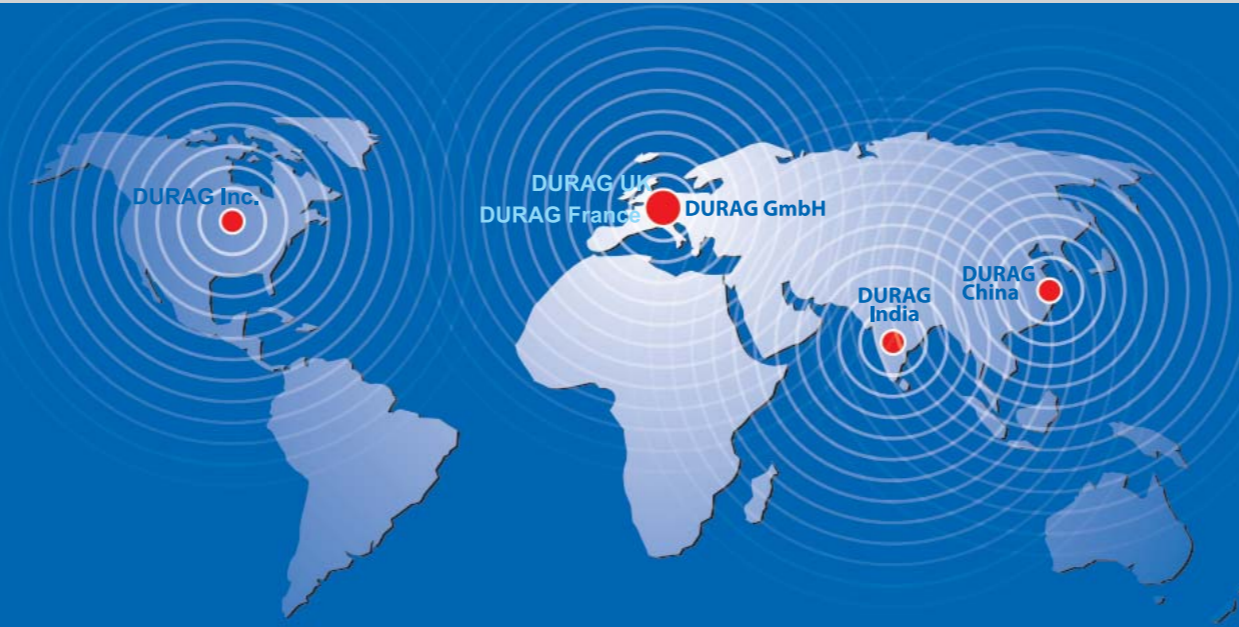 DURAG Inc.
DURAG UK
DURAG France
DURAG GmbH
DURAG
India
DURAG
China